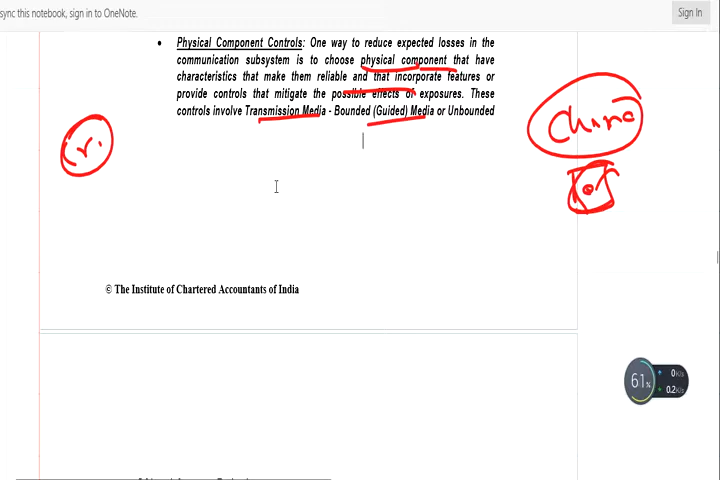 sync this notebook, sign in to OneNote.
Sign In
• Physical Component Controls: One way to reduce expected losses in the
communication subsystem is to choose physical component that have
characteristics that make them reliable and that incorporate features or
provide controls that mitigate the possible effects of exposures. These
controls involve Transmission Media - Bounded (Guided) Media or Unbounded
China
© The Institute of Chartered Accountants of India
61%
0K/s
0.2K/s